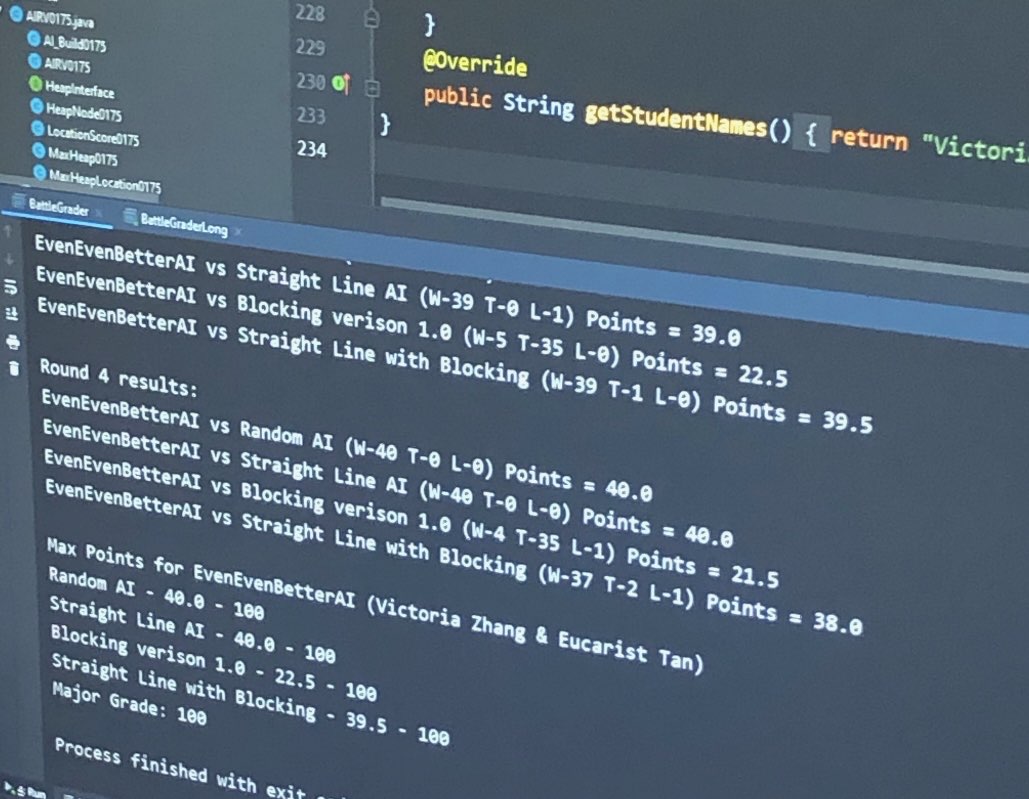 AIRV0175.java
AI_Build0175
AIRV0175
HeapInterface
HeapNode0175
LocationScore0175
MaxHeap0175
MaxHeapLocation0175
228 }
229 @Override
230 public String getStudentNames() { return "Victori
233 }
234
BattleGrader
BattleGraderLong
EvenEvenBetterAI vs Straight Line AI (W-39 T-0 L-1) Points = 39.0
EvenEvenBetterAI vs Blocking verison 1.0 (W-5 T-35 L-0) Points = 22.5
EvenEvenBetterAI vs Straight Line with Blocking (W-39 T-1 L-0) Points = 39.5
Round 4 results:
EvenEvenBetterAI vs Random AI (W-40 T-0 L-0) Points = 40.0
EvenEvenBetterAI vs Straight Line AI (W-40 T-0 L-0) Points = 40.0
EvenEvenBetterAI vs Blocking verison 1.0 (W-4 T-35 L-1) Points = 21.5
EvenEvenBetterAI vs Straight Line with Blocking (W-37 T-2 L-1) Points = 38.0
Max Points for EvenEvenBetterAI (Victoria Zhang & Eucarist Tan)
Random AI - 40.0 - 100
Straight Line AI - 40.0 - 100
Blocking verison 1.0 - 22.5 - 100
Straight Line with Blocking - 39.5 - 100
Major Grade: 100
Process finished with exit
Run